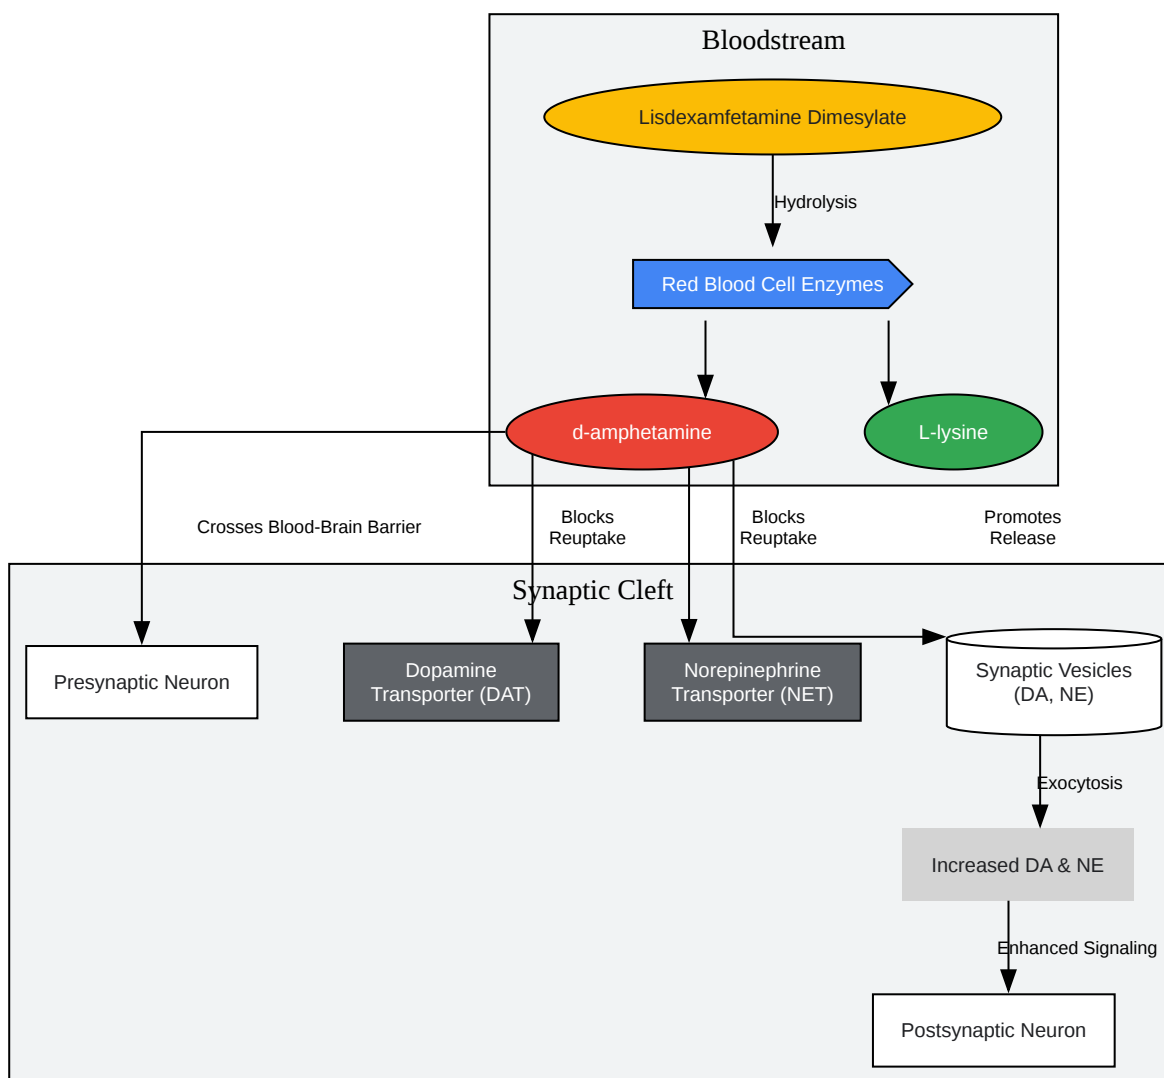 Bloodstream
Lisdexamfetamine Dimesylate
Hydrolysis
Red Blood Cell Enzymes
d-amphetamine
L-lysine
Crosses Blood-Brain Barrier
Blocks
Reuptake
Blocks
Reuptake
Promotes
Release
Synaptic Cleft
Presynaptic Neuron
Dopamine
Transporter (DAT)
Norepinephrine
Transporter (NET)
Synaptic Vesicles
(DA, NE)
Exocytosis
Increased DA & NE
Enhanced Signaling
Postsynaptic Neuron